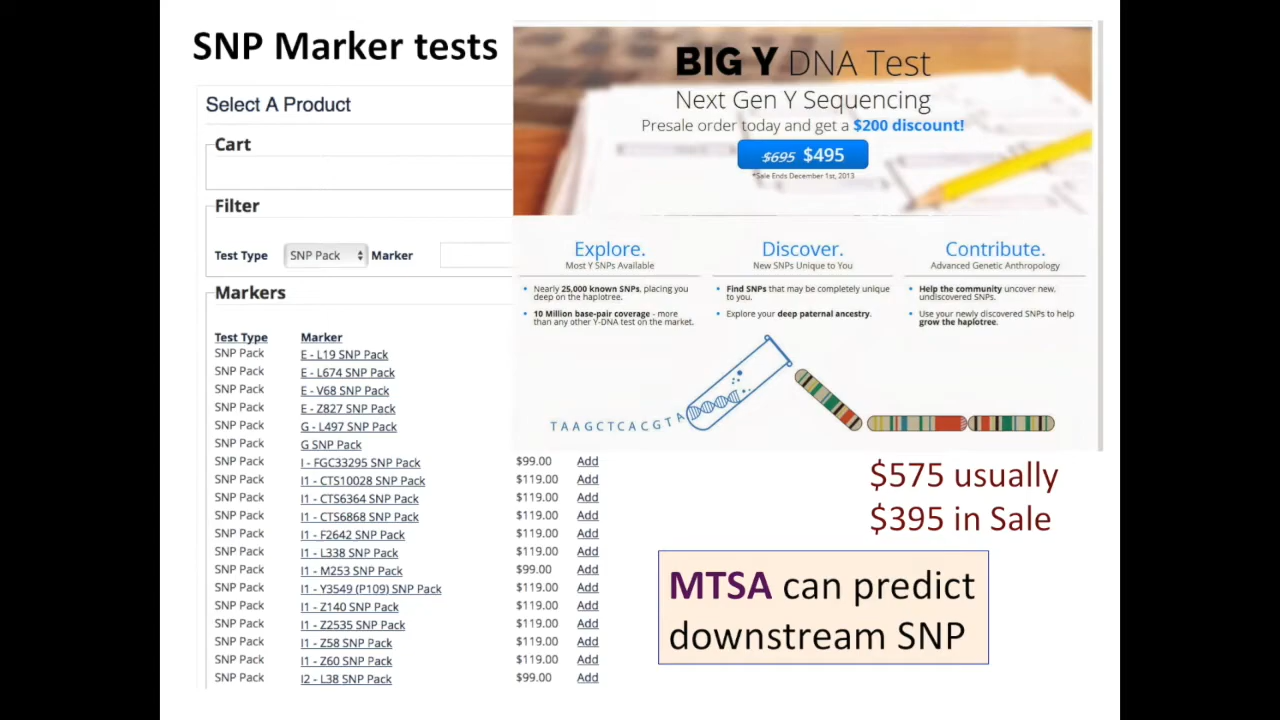 SNP Marker tests
Select A Product
Cart
Filter
Test Type SNP Pack Marker
Markers
Test Type Marker
SNP Pack E - L19 SNP Pack
SNP Pack E - L674 SNP Pack
SNP Pack E - V68 SNP Pack
SNP Pack E - Z827 SNP Pack
SNP Pack G - L497 SNP Pack
SNP Pack G SNP Pack
SNP Pack I - FGC33295 SNP Pack $99.00 Add
SNP Pack I1 - CTS10028 SNP Pack $119.00 Add
SNP Pack I1 - CTS6364 SNP Pack $119.00 Add
SNP Pack I1 - CTS6868 SNP Pack $119.00 Add
SNP Pack I1 - F2642 SNP Pack $119.00 Add
SNP Pack I1 - L338 SNP Pack $119.00 Add
SNP Pack I1 - M253 SNP Pack $99.00 Add
SNP Pack I1 - Y3549 (P109) SNP Pack $119.00 Add
SNP Pack I1 - Z140 SNP Pack $119.00 Add
SNP Pack I1 - Z2535 SNP Pack $119.00 Add
SNP Pack I1 - Z58 SNP Pack $119.00 Add
SNP Pack I1 - Z60 SNP Pack $119.00 Add
SNP Pack I2 - L38 SNP Pack $99.00 Add
BIG Y DNA Test
Next Gen Y Sequencing
Presale order today and get a $200 discount!
$695 $495
*Sale Ends December 1st, 2013
Explore.
Most Y SNPs Available
• Nearly 25,000 known SNPs, placing you
deep on the haplotree.
• 10 Million base-pair coverage - more
than any other Y-DNA test on the market.
Discover.
New SNPs Unique to You
• Find SNPs that may be completely unique
to you.
• Explore your deep paternal ancestry.
Contribute.
Advanced Genetic Anthropology
• Help the community uncover new,
undiscovered SNPs.
• Use your newly discovered SNPs to help
grow the haplotree.
TAAGCTCACGTA
$575 usually
$395 in Sale
MTSA can predict
downstream SNP